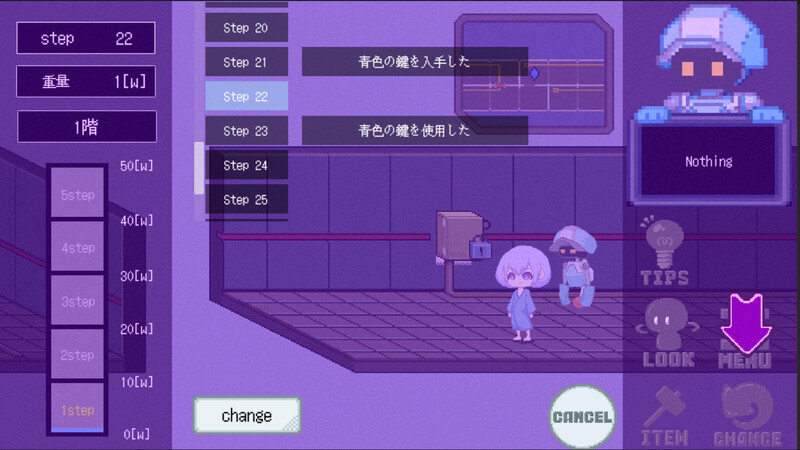 step 22
重量 1[w]
1階
50[w]
5step
40[w]
4step
30[w]
3step
20[w]
2step
10[w]
1step
0[w]
Step 20
Step 21
青色の鍵を入手した
Step 22
Step 23
青色の鍵を使用した
Step 24
Step 25
change
CANCEL
Nothing
TIPS
LOOK
MENU
ITEM
CHANGE